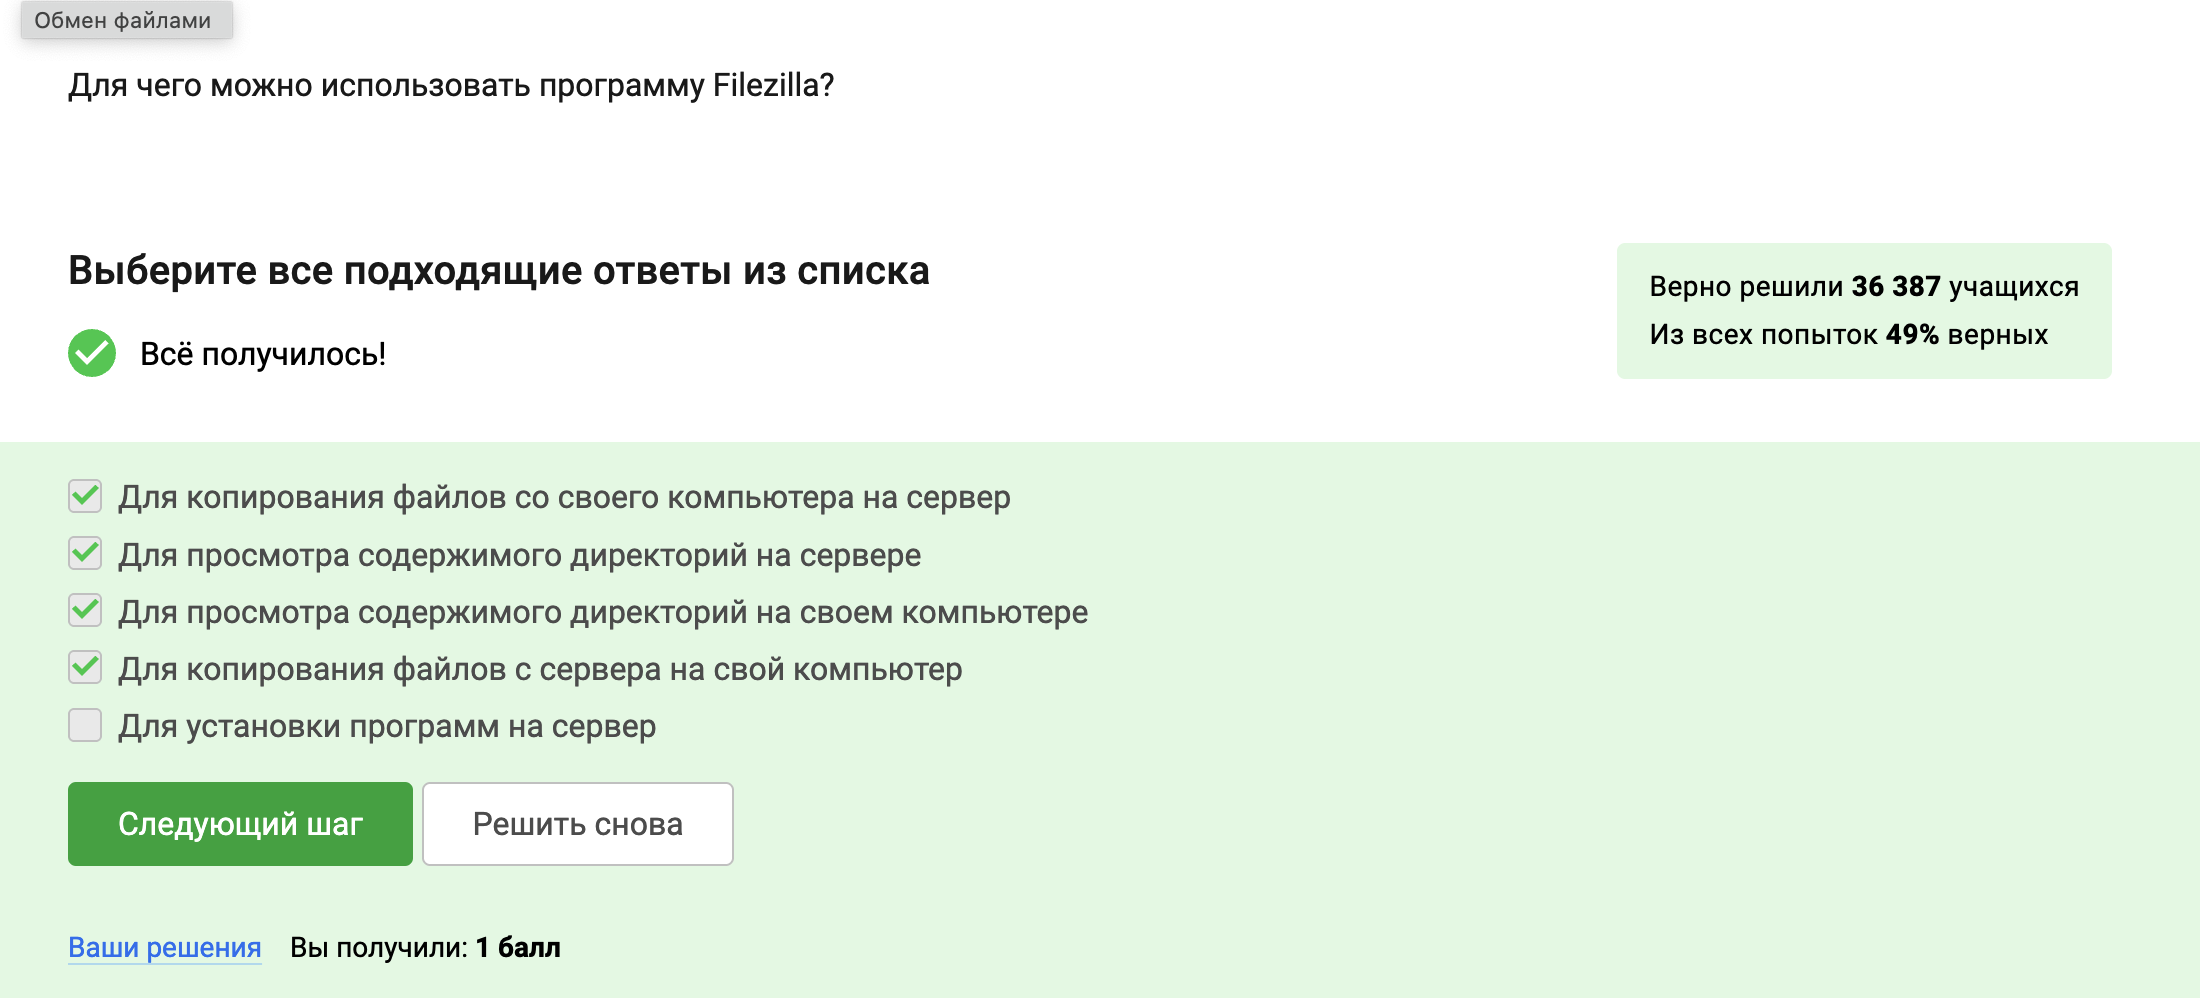 Обмен файлами
Для чего можно использовать программу Filezilla?
Выберите все подходящие ответы из списка
Всё получилось!
Верно решили 36 387 учащихся
Из всех попыток 49% верных
Для копирования файлов со своего компьютера на сервер
Для просмотра содержимого директорий на сервере
Для просмотра содержимого директорий на своем компьютере
Для копирования файлов с сервера на свой компьютер
Для установки программ на сервер
Следующий шаг
Решить снова
Ваши решения
Вы получили: 1 балл